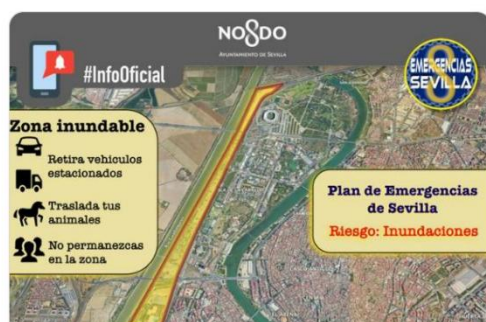 NO8DO
AYUNTAMIENTO DE SEVILLA
#InfoOficial
EMERGENCIAS
SEVILLA
Zona inundable
Retira vehículos
estacionados
Traslada tus
animales
No permanezcas
en la zona
Plan de Emergencias
de Sevilla
Riesgo: Inundaciones